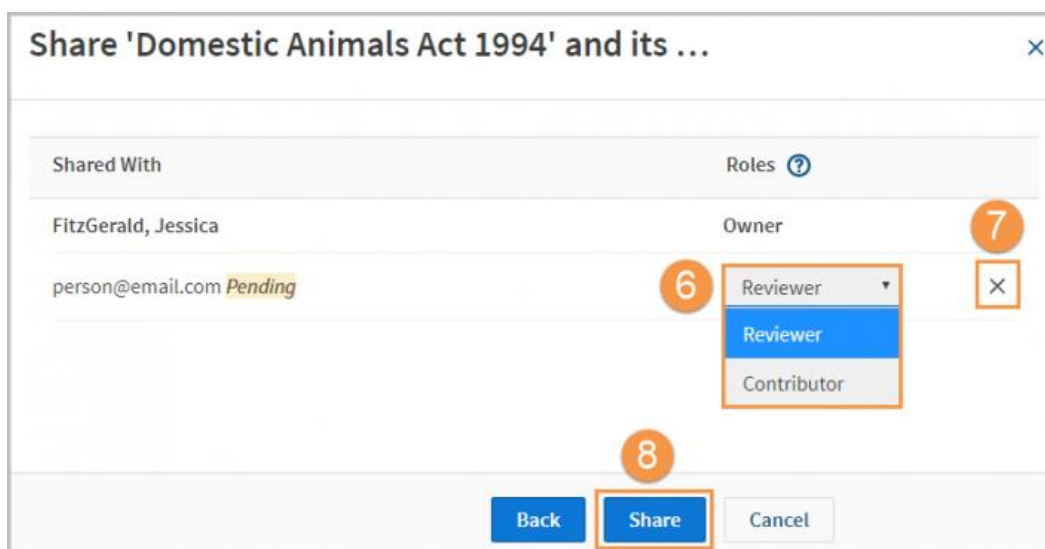 Share 'Domestic Animals Act 1994' and its ...
×
Shared With Roles ?
FitzGerald, Jessica Owner
7
person@email.com Pending 6 Reviewer ▼ ×
Reviewer
Contributor
8
Back Share Cancel